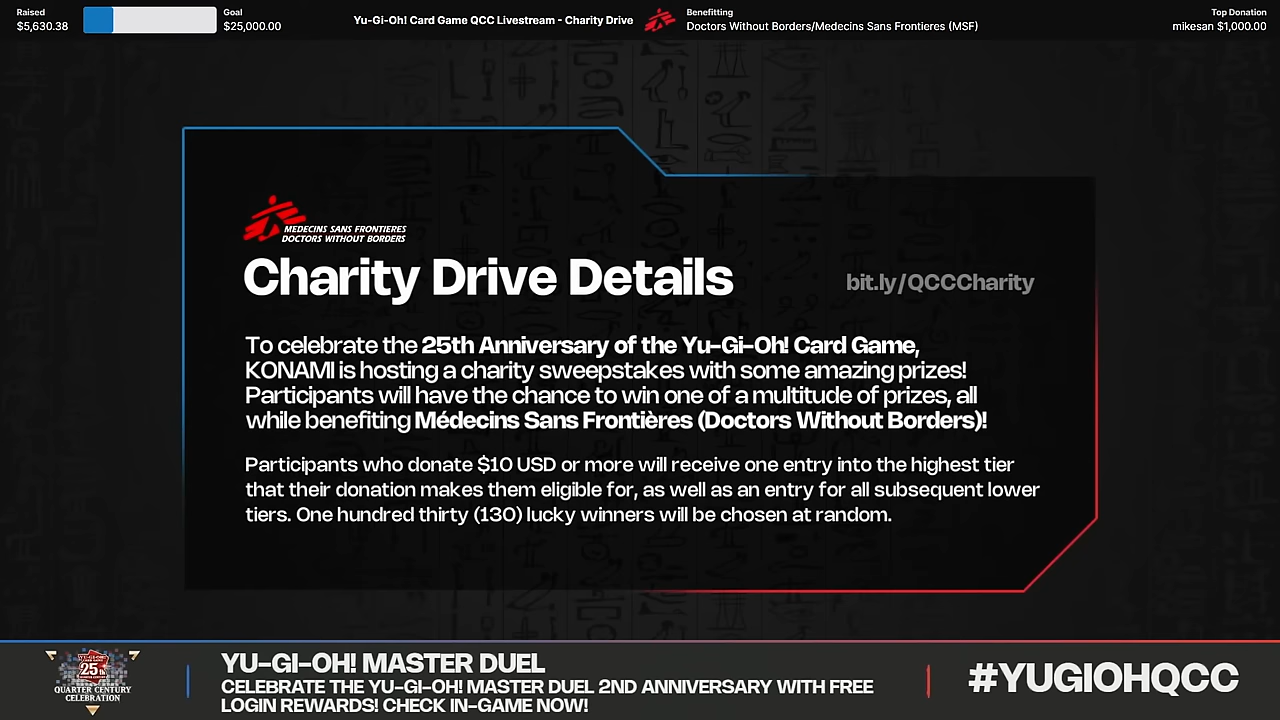 Raised
$5,630.38
Goal
$25,000.00
Yu-Gi-Oh! Card Game QCC Livestream - Charity Drive
Benefitting
Doctors Without Borders/Medecins Sans Frontieres (MSF)
Top Donation
mikesan $1,000.00
MEDECINS SANS FRONTIERES
DOCTORS WITHOUT BORDERS
Charity Drive Details
bit.ly/QCCCharity
To celebrate the 25th Anniversary of the Yu-Gi-Oh! Card Game,
KONAMI is hosting a charity sweepstakes with some amazing prizes!
Participants will have the chance to win one of a multitude of prizes, all
while benefiting Médecins Sans Frontières (Doctors Without Borders)!
Participants who donate $10 USD or more will receive one entry into the highest tier
that their donation makes them eligible for, as well as an entry for all subsequent lower
tiers. One hundred thirty (130) lucky winners will be chosen at random.
25th
QUARTER CENTURY
CELEBRATION
YU-GI-OH! MASTER DUEL
CELEBRATE THE YU-GI-OH! MASTER DUEL 2ND ANNIVERSARY WITH FREE
LOGIN REWARDS! CHECK IN-GAME NOW!
#YUGIOHQCC